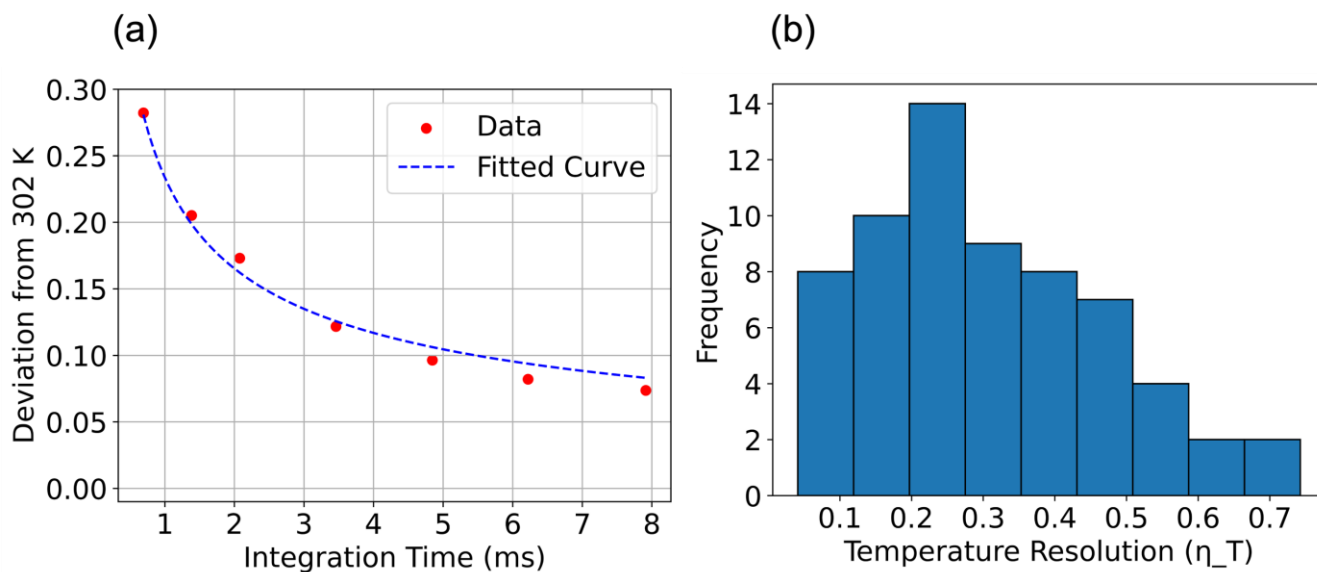 (a)
0.30
0.25
0.20
0.15
0.10
0.05
0.00
Deviation from 302 K
Data
Fitted Curve
1 2 3 4 5 6 7 8
Integration Time (ms)
(b)
14
12
10
8
6
4
2
0
Frequency
0.1 0.2 0.3 0.4 0.5 0.6 0.7
Temperature Resolution (η_T)